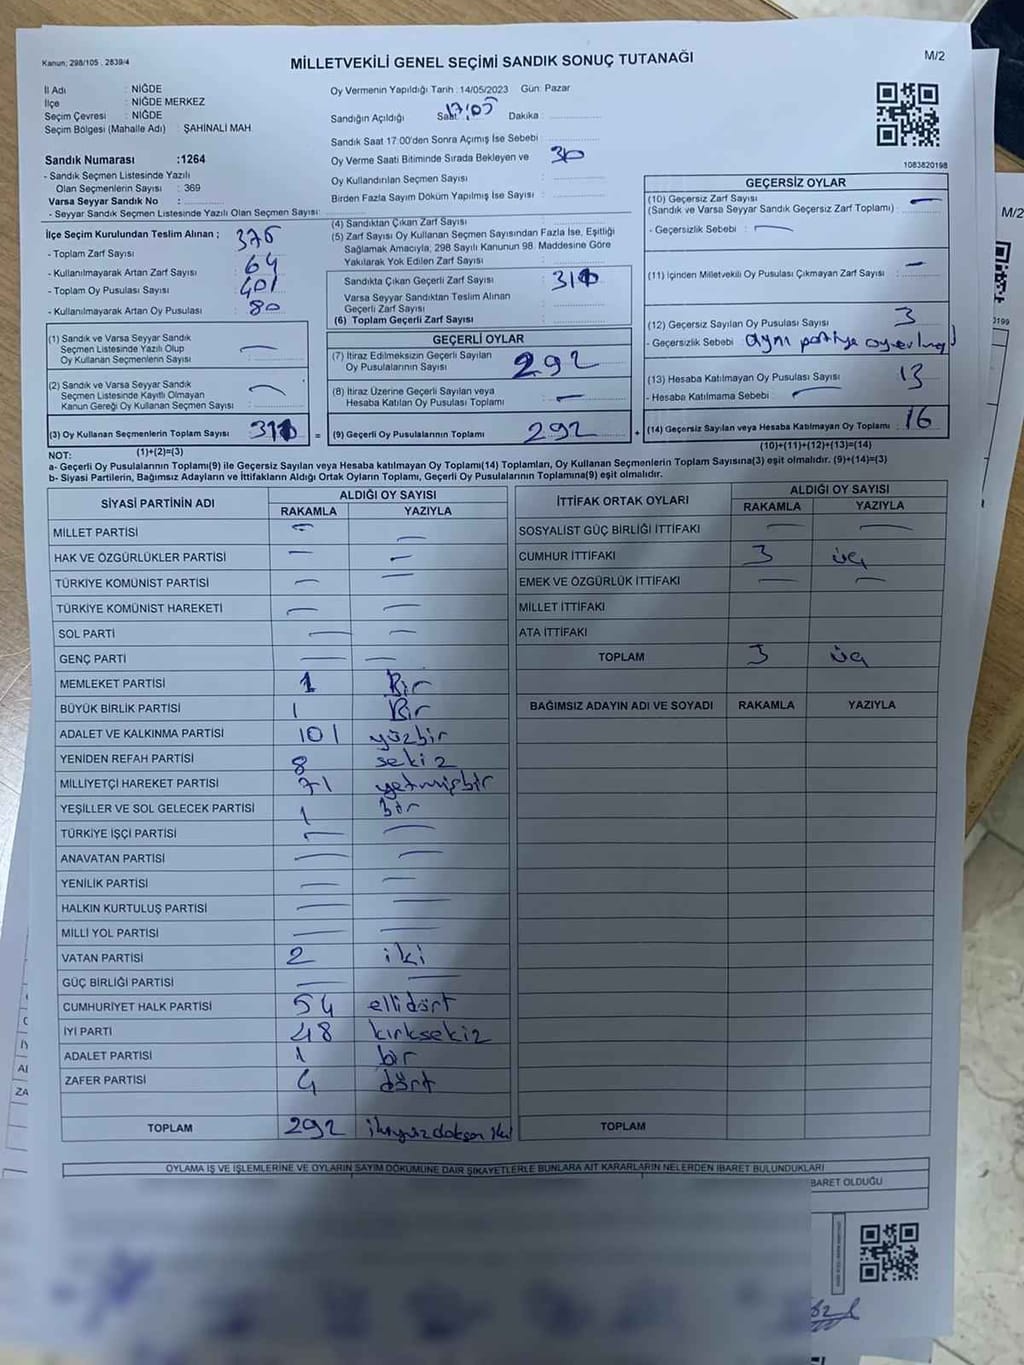 Kanun; 298/105 . 2839/4
MİLLETVEKİLİ GENEL SEÇİMİ SANDIK SONUÇ TUTANAĞI
M/2
İl Adı : NİĞDE
İlçe : NİĞDE MERKEZ
Seçim Çevresi : NİĞDE
Seçim Bölgesi (Mahalle Adı) : ŞAHİNALİ MAH
Sandık Numarası :1264
- Sandık Seçmen Listesinde Yazılı
Olan Seçmenlerin Sayısı : 369
Varsa Seyyar Sandık No :
- Seyyar Sandık Seçmen Listesinde Yazılı Olan Seçmen Sayısı:
Oy Vermenin Yapıldığı Tarih : 14/05/2023 Gün: Pazar
Sandığın Açıldığı Saat 17:05 Dakika :
Sandık Saat 17:00'den Sonra Açımış İse Sebebi :
Oy Verme Saati Bitiminde Sırada Bekleyen ve
Oy Kullandırılan Seçmen Sayısı :
Birden Fazla Sayım Döküm Yapılmış İse Sayısı :
1083820198
İlçe Seçim Kurulundan Teslim Alınan ;
- Toplam Zarf Sayısı : 376
- Kullanılmayarak Artan Zarf Sayısı : 64
- Toplam Oy Pusulası Sayısı : 401
- Kullanılmayarak Artan Oy Pusulası : 80
(4) Sandıktan Çıkan Zarf Sayısı
(5) Zarf Sayısı Oy Kullanan Seçmen Sayısından Fazla İse, Eşitliği
Sağlamak Amacıyla; 298 Sayılı Kanunun 98. Maddesine Göre
Yakılarak Yok Edilen Zarf Sayısı :
Sandıkta Çıkan Geçerli Zarf Sayısı :
Varsa Seyyar Sandıktan Teslim Alınan
Geçerli Zarf Sayısı
(6) Toplam Geçerli Zarf Sayısı :
GEÇERSİZ OYLAR
(10) Geçersiz Zarf Sayısı
(Sandık ve Varsa Seyyar Sandık Geçersiz Zarf Toplamı) : —
- Geçersizlik Sebebi : —
(11) İçinden Milletvekili Oy Pusulası Çıkmayan Zarf Sayısı : —
(12) Geçersiz Sayılan Oy Pusulası Sayısı : 3
- Geçersizlik Sebebi : aynı partiye
(13) Hesaba Katılmayan Oy Pusulası Sayısı : 13
- Hesaba Katılmama Sebebi : —
(14) Geçersiz Sayılan veya Hesaba Katılmayan Oy Toplamı : 16
(10)+(11)+(12)+(13)=(14)
(1) Sandık ve Varsa Seyyar Sandık
Seçmen Listesinde Yazılı Olup
Oy Kullanan Seçmenlerin Sayısı : —
(2) Sandık ve Varsa Seyyar Sandık
Seçmen Listesinde Kayıtlı Olmayan
Kanun Gereği Oy Kullanan Seçmen Sayısı : —
(3) Oy Kullanan Seçmenlerin Toplam Sayısı
(1)+(2)=(3)
GEÇERLİ OYLAR
(7) İtiraz Edilmeksizin Geçerli Sayılan
Oy Pusulalarının Sayısı : 292
(8) İtiraz Üzerine Geçerli Sayılan veya
Hesaba Katılan Oy Pusulası Toplamı : —
= (9) Geçerli Oy Pusulalarının Toplamı : 292 +
NOT:
a- Geçerli Oy Pusulalarının Toplamı(9) ile Geçersiz Sayılan veya Hesaba katılmayan Oy Toplamı(14) Toplamları, Oy Kullanan Seçmenlerin Toplam Sayısına(3) eşit olmalıdır. (9)+(14)=(3)
b- Siyasi Partilerin, Bağımsız Adayların ve İttifakların Aldığı Ortak Oyların Toplamı, Geçerli Oy Pusulalarının Toplamına(9) eşit olmalıdır.
SİYASİ PARTİNİN ADI ALDIĞI OY SAYISI
RAKAMLA YAZIYLA
MİLLET PARTİSİ — —
HAK VE ÖZGÜRLÜKLER PARTİSİ — —
TÜRKİYE KOMÜNİST PARTİSİ — —
TÜRKİYE KOMÜNİST HAREKETİ — —
SOL PARTİ — —
GENÇ PARTİ — —
MEMLEKET PARTİSİ 1 Bir
BÜYÜK BİRLİK PARTİSİ 1 Bir
ADALET VE KALKINMA PARTİSİ 101 yüzbir
YENİDEN REFAH PARTİSİ 8 sekiz
MİLLİYETÇİ HAREKET PARTİSİ 71 yetmişbir
YEŞİLLER VE SOL GELECEK PARTİSİ 1 bir
TÜRKİYE İŞÇİ PARTİSİ — —
ANAVATAN PARTİSİ — —
YENİLİK PARTİSİ — —
HALKIN KURTULUŞ PARTİSİ — —
MİLLİ YOL PARTİSİ — —
VATAN PARTİSİ 2 iki
GÜÇ BİRLİĞİ PARTİSİ — —
CUMHURİYET HALK PARTİSİ 54 ellidört
İYİ PARTİ 48 kırksekiz
ADALET PARTİSİ 1 bir
ZAFER PARTİSİ 4 dört
TOPLAM 292 ikiyüzdoksan iki
İTTİFAK ORTAK OYLARI ALDIĞI OY SAYISI
RAKAMLA YAZIYLA
SOSYALİST GÜÇ BİRLİĞİ İTTİFAKI — —
CUMHUR İTTİFAKI 3 üç
EMEK VE ÖZGÜRLÜK İTTİFAKI — —
MİLLET İTTİFAKI
ATA İTTİFAKI
TOPLAM 3 üç
BAĞIMSIZ ADAYIN ADI VE SOYADI RAKAMLA YAZIYLA
TOPLAM
OYLAMA İŞ VE İŞLEMLERİNE VE OYLARIN SAYIM DÖKÜMÜNE DAİR ŞİKAYETLERLE BUNLARA AİT KARARLARIN NELERDEN İBARET BULUNDUKLARI
BARET OLDUĞU
M/2